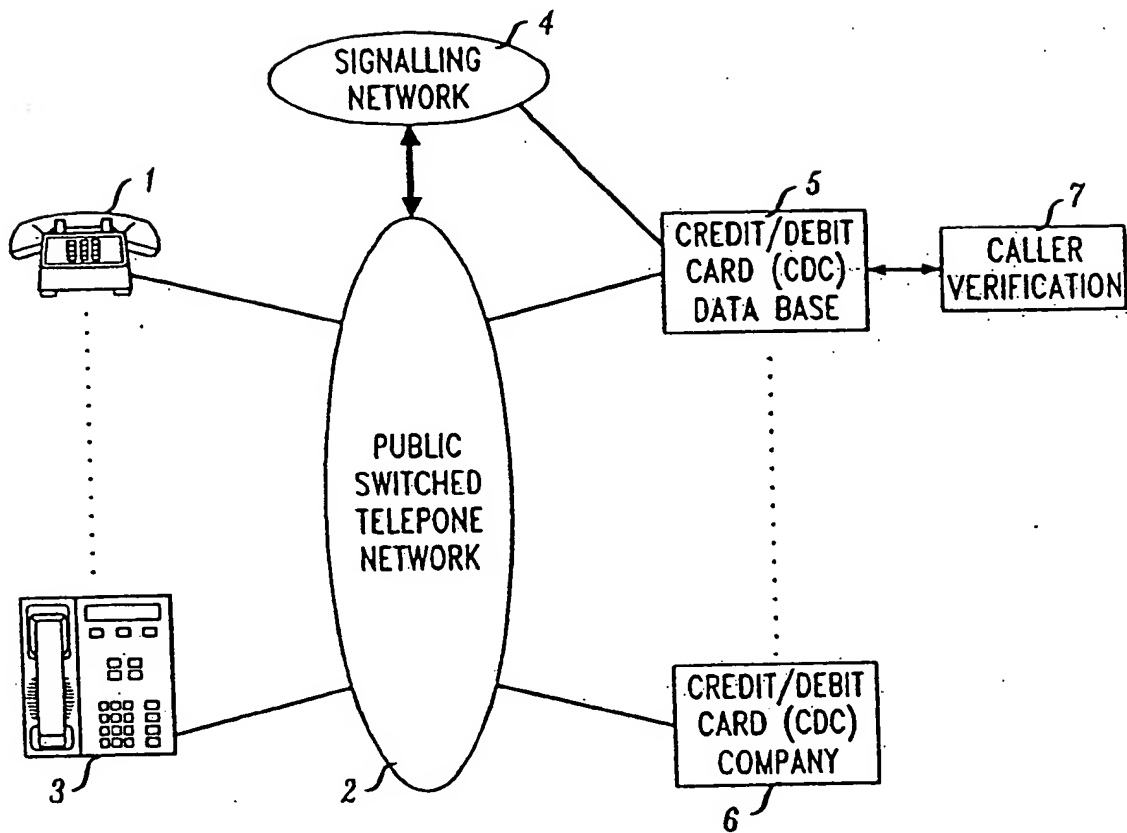 4
SIGNALLING
NETWORK
1
5
CREDIT/DEBIT
CARD (CDC)
DATA BASE
7
CALLER
VERIFICATION
PUBLIC
SWITCHED
TELEPONE
NETWORK
3
2
CREDIT/DEBIT
CARD (CDC)
COMPANY
6